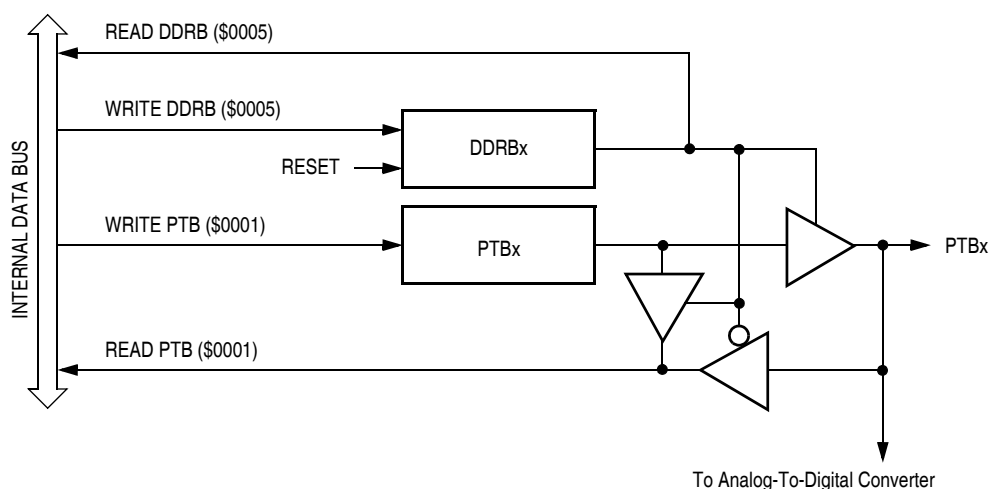 READ DDRB ($0005)
WRITE DDRB ($0005)
DDRBx
RESET
INTERNAL DATA BUS
WRITE PTB ($0001)
PTBx
PTBx
READ PTB ($0001)
To Analog-To-Digital Converter